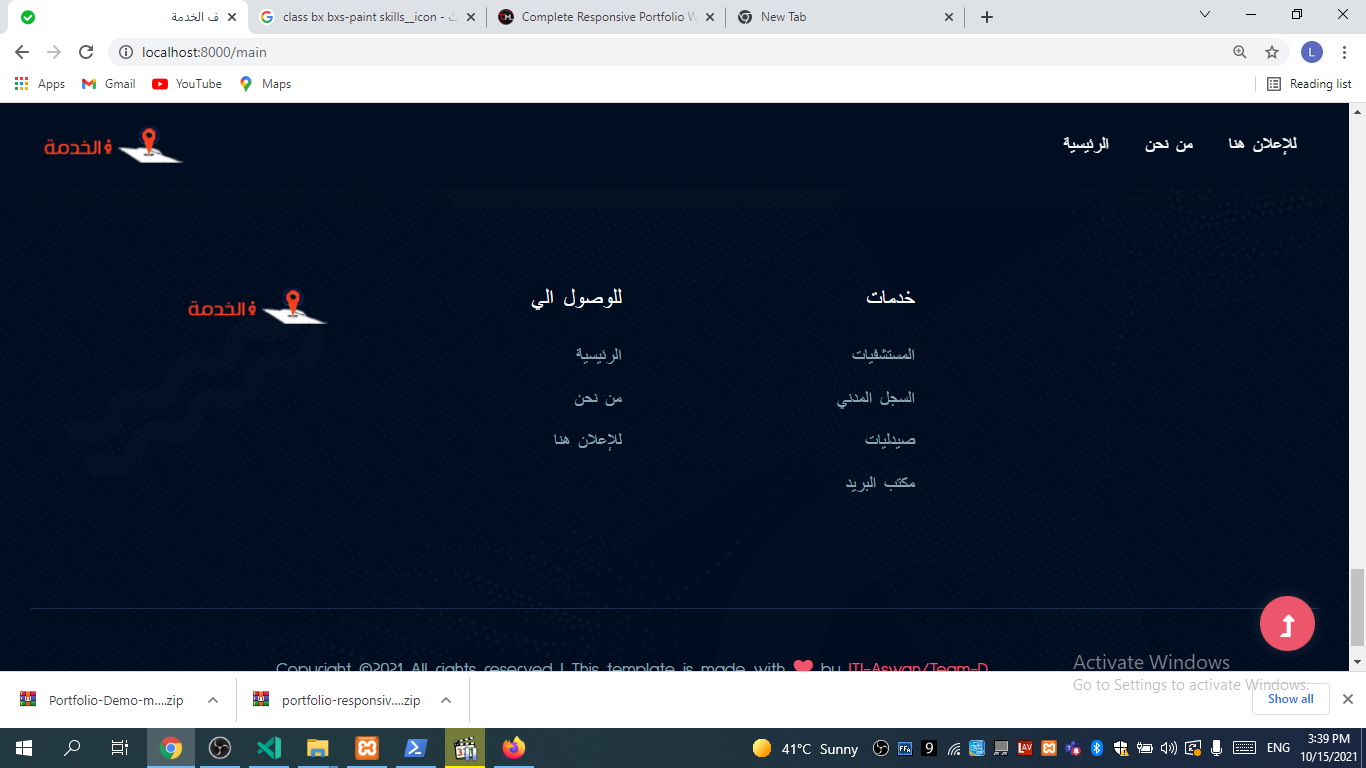 ف الخدمة
class bx bxs-paint skills__icon - ث
Complete Responsive Portfolio W
New Tab
localhost:8000/main
L
Apps
Gmail
YouTube
Maps
Reading list
ف الخدمة
للإعلان هنا
من نحن
الرئيسية
ف الخدمة
خدمات
المستشفيات
السجل المدني
صيدليات
مكتب البريد
للوصول الي
الرئيسية
من نحن
للإعلان هنا
Copyright ©2021 All rights reserved | This template is made with by ITI-Aswan/Team-D
Activate Windows
Go to Settings to activate Windows.
Portfolio-Demo-m....zip
portfolio-responsiv....zip
Show all
41°C Sunny
ENG
3:39 PM
10/15/2021